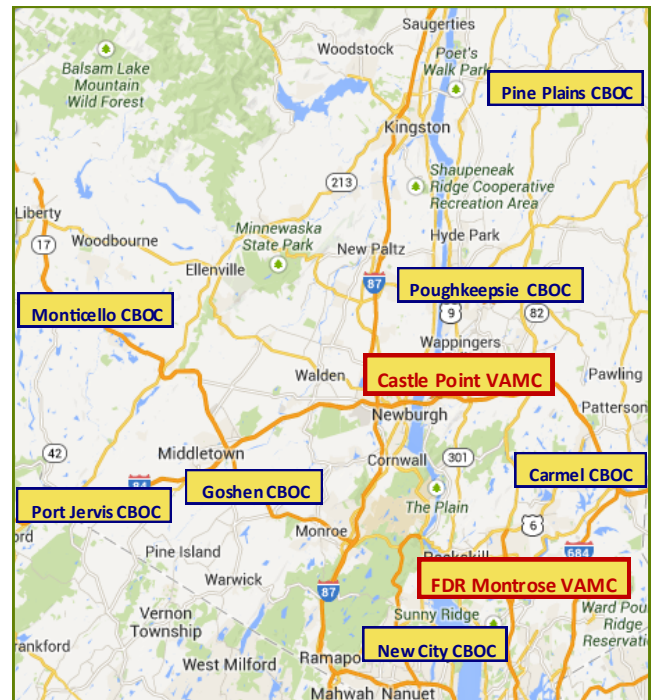 Saugerties
Woodstock
Poet's
Walk Park
Balsam Lake
Mountain
Wild Forest
Pine Plains CBOC
Kingston
213
Shaupeneak
Ridge Cooperative
Recreation Area
Liberty
17
Woodbourne
Minnewaska
State Park
Hyde Park
New Paltz
Ellenville
87
Poughkeepsie CBOC
Monticello CBOC
9
82
Wappingers
Castle Point VAMC
Walden
Pawling
Newburgh
Patterson
42
Middletown
Cornwall
301
Carmel CBOC
84
Goshen CBOC
The Plain
Port Jervis CBOC
6
Monroe
Pine Island
684
Warwick
87
FDR Montrose VAMC
Vernon
Township
Sunny Ridge
Ridge
New City CBOC
West Milford
Ramapo
Mahwah
Nanuet